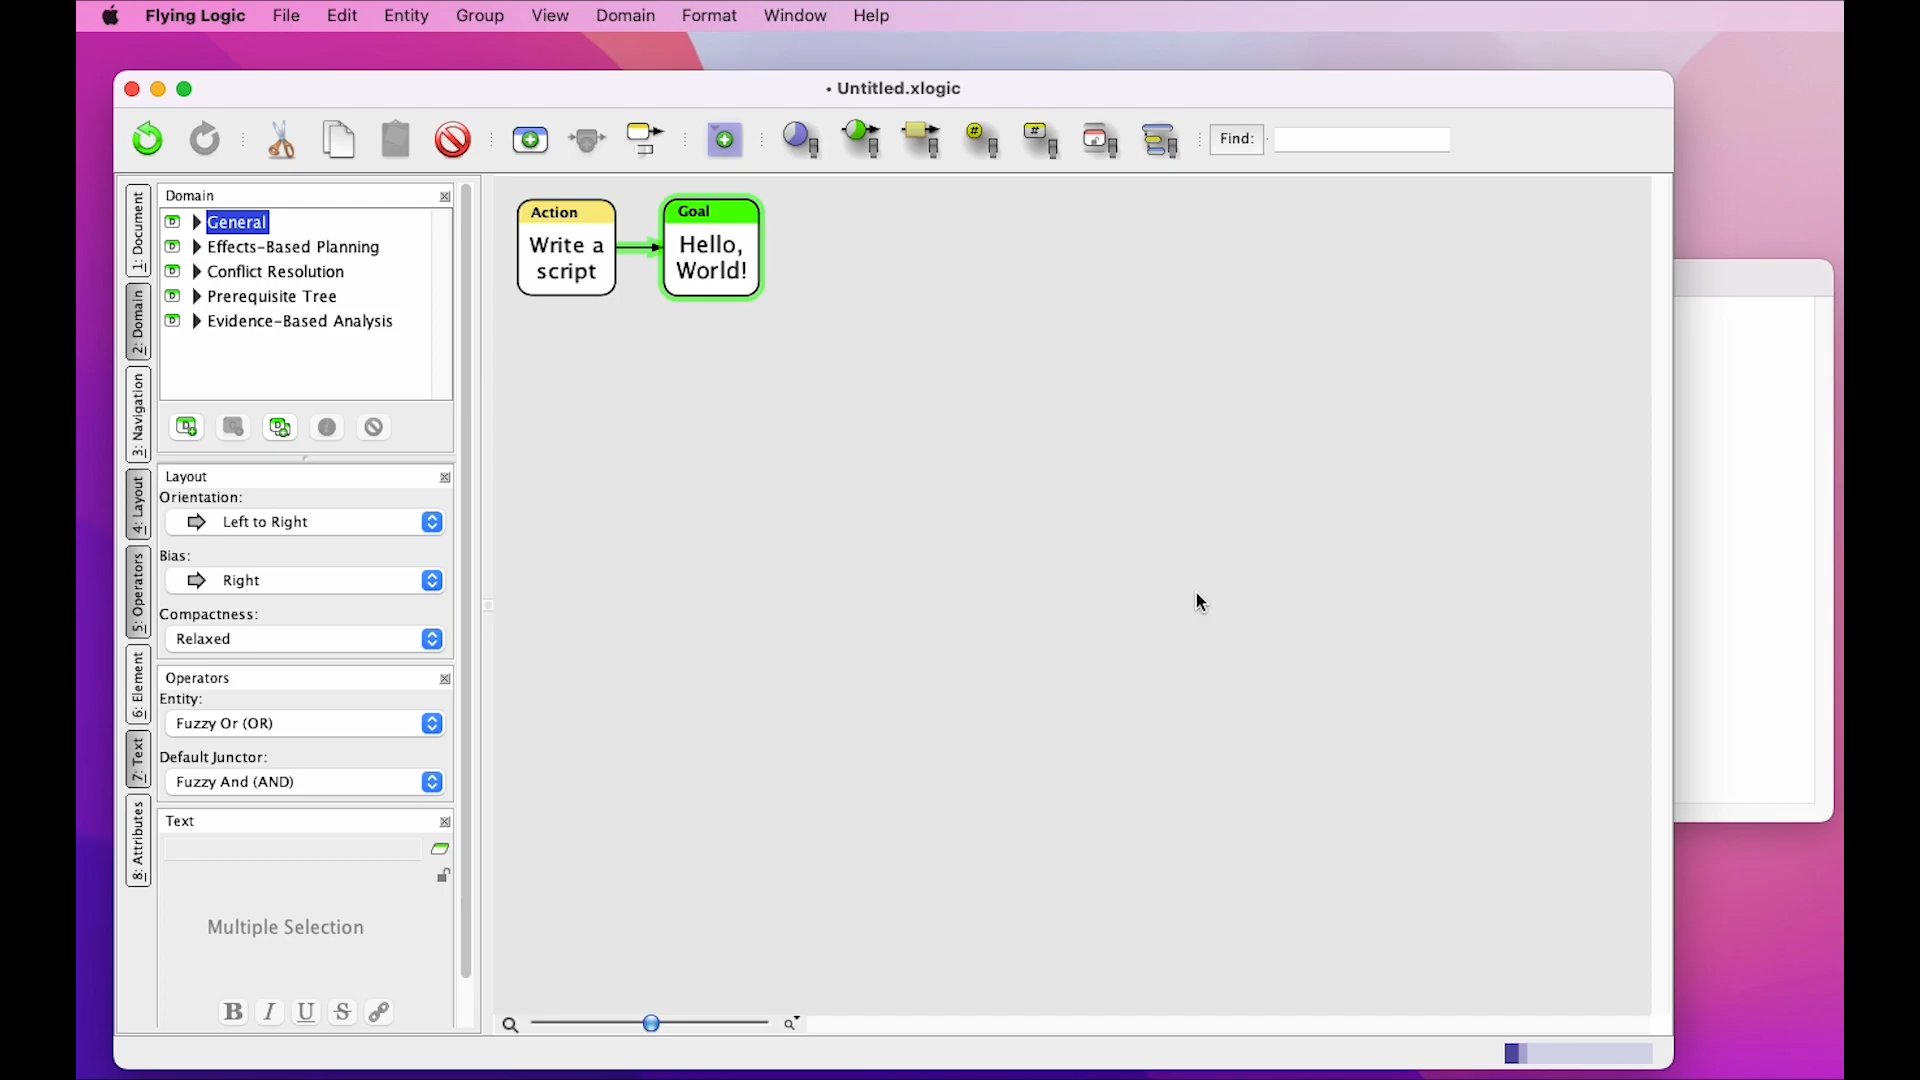 Flying Logic File Edit Entity Group View Domain Format Window Help
• Untitled.xlogic
Find:
1: Document
2: Domain
3: Navigation
4: Layout
5: Operators
6: Element
7: Text
8: Attributes
Domain
General
Effects-Based Planning
Conflict Resolution
Prerequisite Tree
Evidence-Based Analysis
Layout
Orientation:
Left to Right
Bias:
Right
Compactness:
Relaxed
Operators
Entity:
Fuzzy Or (OR)
Default Junctor:
Fuzzy And (AND)
Text
Multiple Selection
B I U S
Action
Write a
script
Goal
Hello,
World!